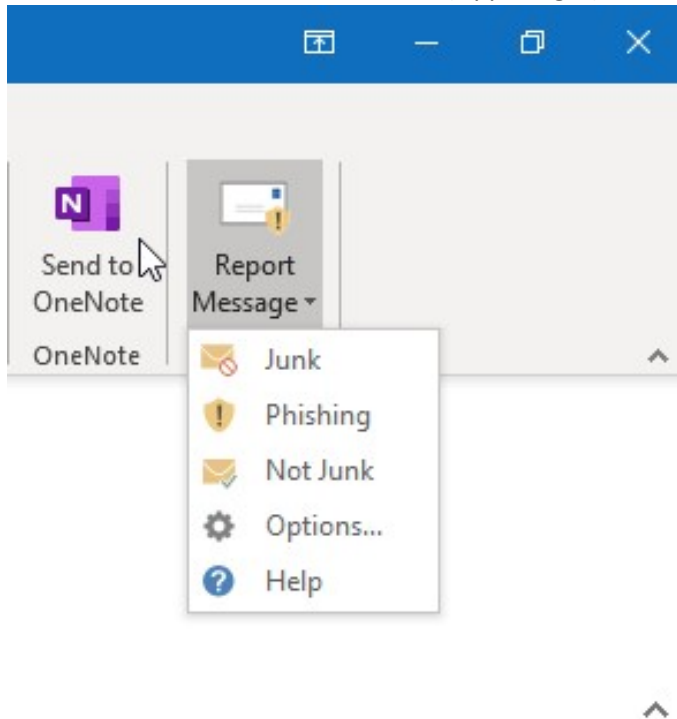 N
Send to
OneNote
Report
Message
OneNote
Junk
Phishing
Not Junk
Options...
Help